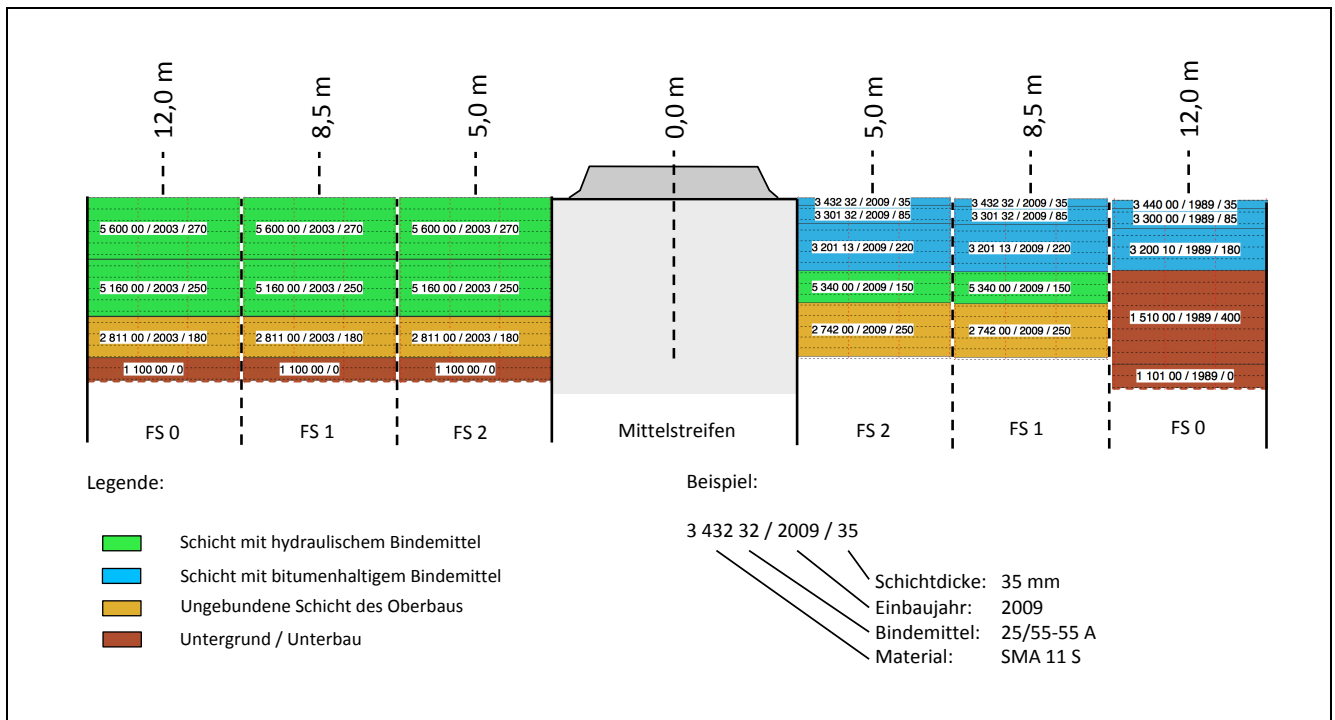 12,0 m 8,5 m 5,0 m 0,0 m 5,0 m 8,5 m 12,0 m
5 600 00 / 2003 / 270 5 600 00 / 2003 / 270 5 600 00 / 2003 / 270 3 432 32 / 2009 / 35 3 432 32 / 2009 / 35 3 440 00 / 1989 / 35
3 301 32 / 2009 / 85 3 301 32 / 2009 / 85 3 300 00 / 1989 / 85
3 201 13 / 2009 / 220 3 201 13 / 2009 / 220 3 200 10 / 1989 / 180
5 160 00 / 2003 / 250 5 160 00 / 2003 / 250 5 160 00 / 2003 / 250 5 340 00 / 2009 / 150 5 340 00 / 2009 / 150
1 510 00 / 1989 / 400
2 811 00 / 2003 / 180 2 811 00 / 2003 / 180 2 811 00 / 2003 / 180 2 742 00 / 2009 / 250 2 742 00 / 2009 / 250
1 100 00 / 0 1 100 00 / 0 1 100 00 / 0 1 101 00 / 1989 / 0
FS 0 FS 1 FS 2 Mittelstreifen FS 2 FS 1 FS 0
Legende:
Schicht mit hydraulischem Bindemittel
Schicht mit bitumenhaltigem Bindemittel
Ungebundene Schicht des Oberbaus
Untergrund / Unterbau
Beispiel:
3 432 32 / 2009 / 35
Schichtdicke: 35 mm
Einbaujahr: 2009
Bindemittel: 25/55-55 A
Material: SMA 11 S